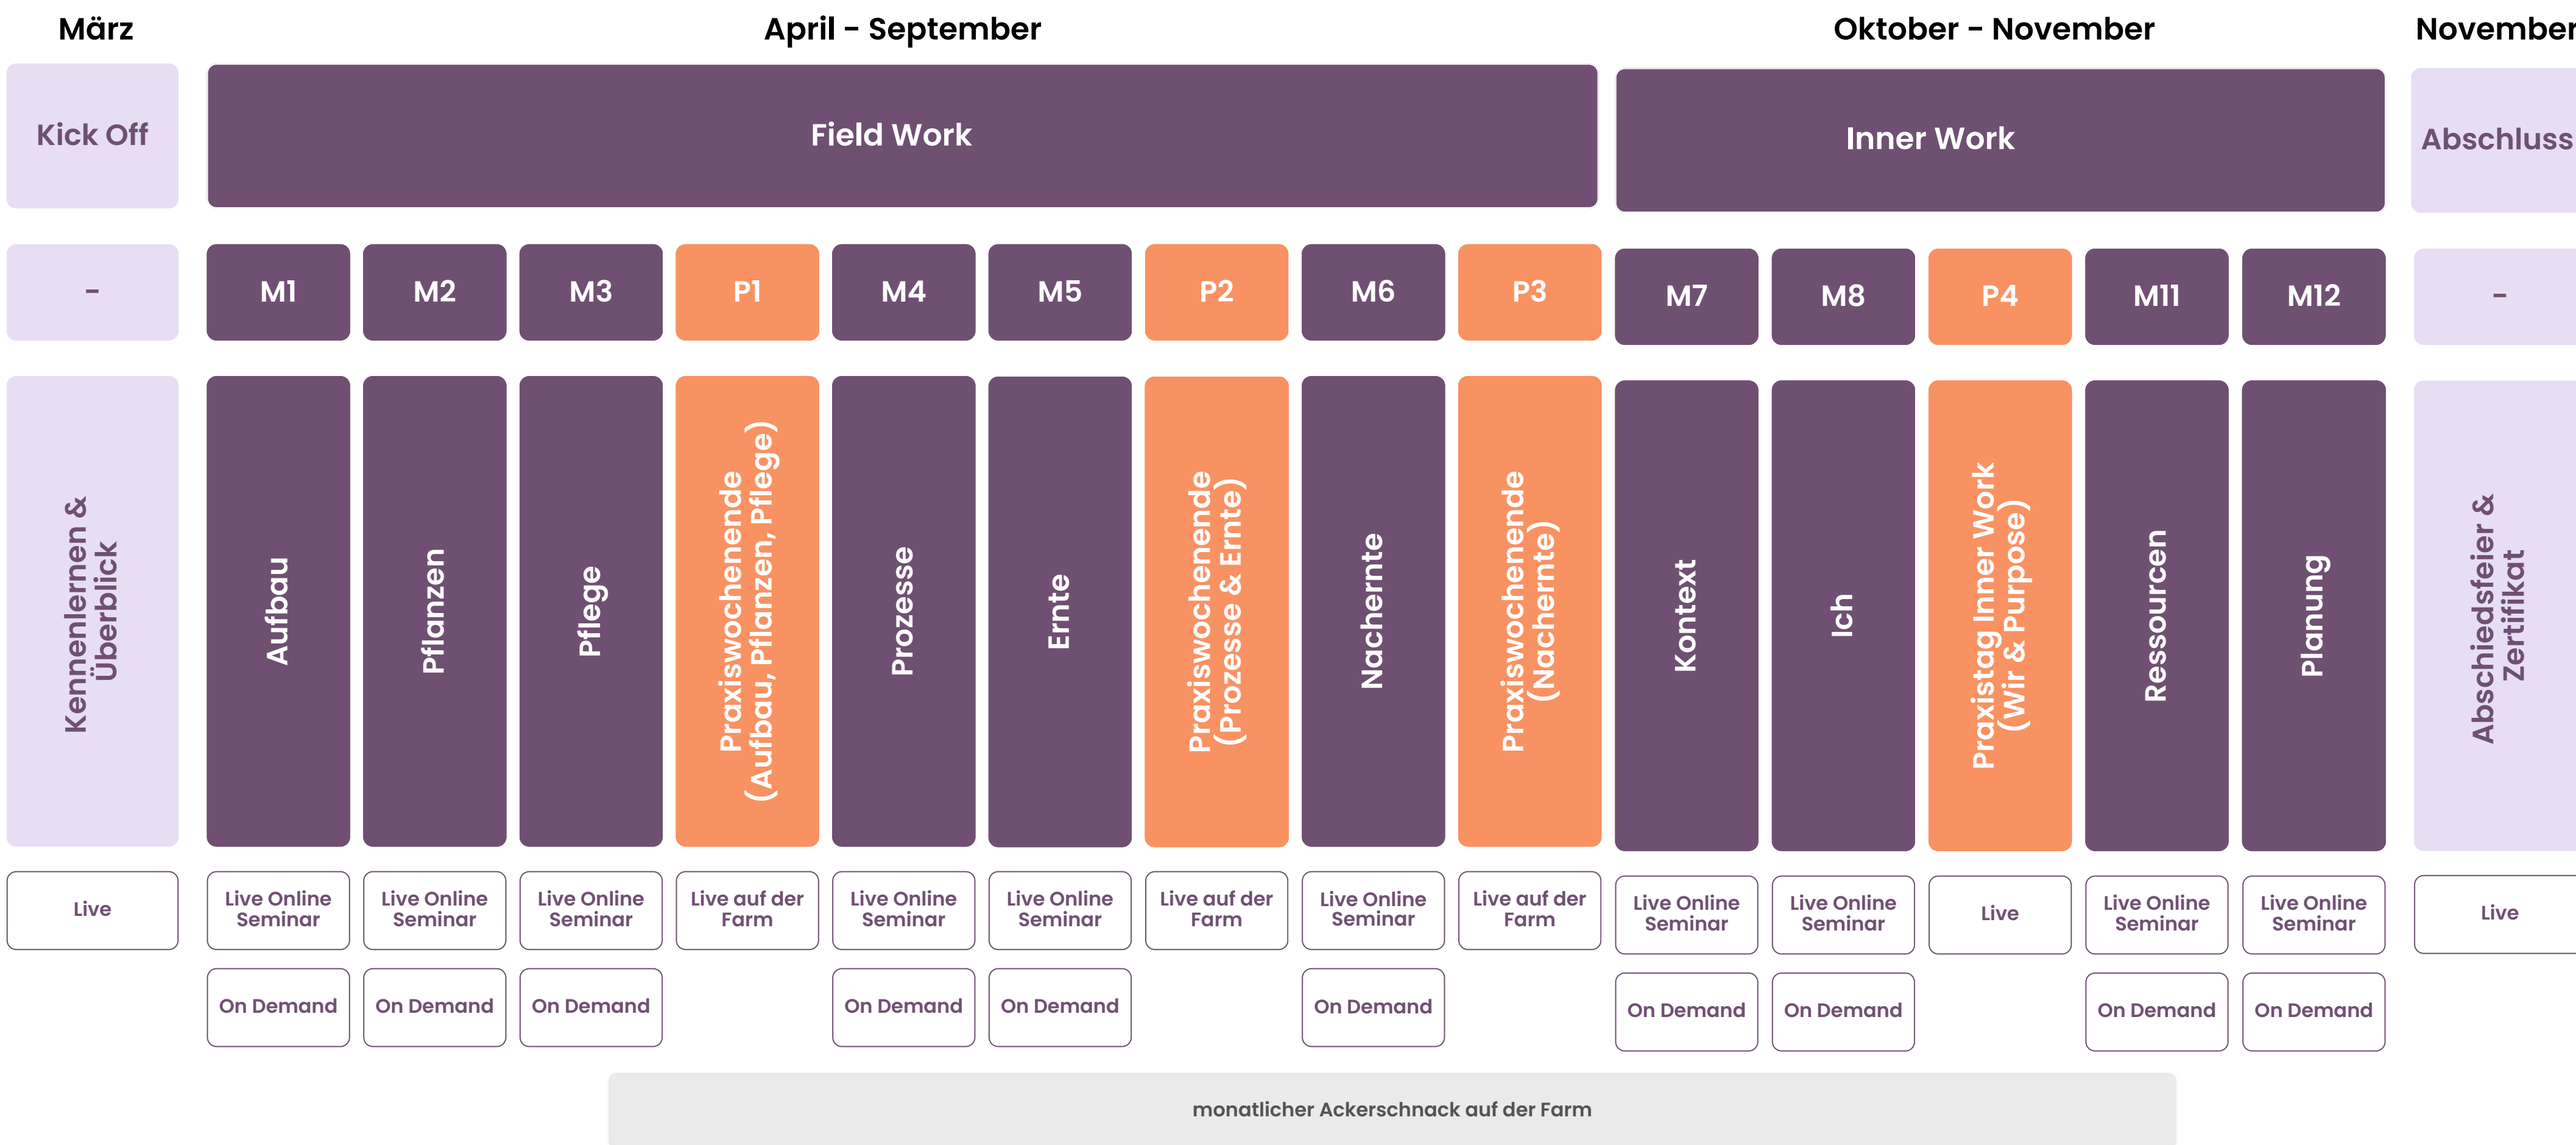 März
April - September
Oktober - November
November
Kick Off
Field Work
Inner Work
Abschluss
-
M1
M2
M3
P1
M4
M5
P2
M6
P3
M7
M8
P4
M11
M12
-
Kennenlernen &
Überblick
Aufbau
Pflanzen
Pflege
Praxiswochenende
(Aufbau, Pflanzen, Pflege)
Prozesse
Ernte
Praxiswochenende
(Prozesse & Ernte)
Nachernte
Praxiswochenende
(Nachernte)
Kontext
Ich
Praxistag Inner Work
(Wir & Purpose)
Ressourcen
Planung
Abschiedsfeier &
Zertifikat
Live
Live Online
Seminar
Live Online
Seminar
Live Online
Seminar
Live auf der
Farm
Live Online
Seminar
Live Online
Seminar
Live auf der
Farm
Live Online
Seminar
Live auf der
Farm
Live Online
Seminar
Live Online
Seminar
Live
Live Online
Seminar
Live Online
Seminar
Live
On Demand
On Demand
On Demand
On Demand
On Demand
On Demand
On Demand
On Demand
On Demand
On Demand
monatlicher Ackerschnack auf der Farm